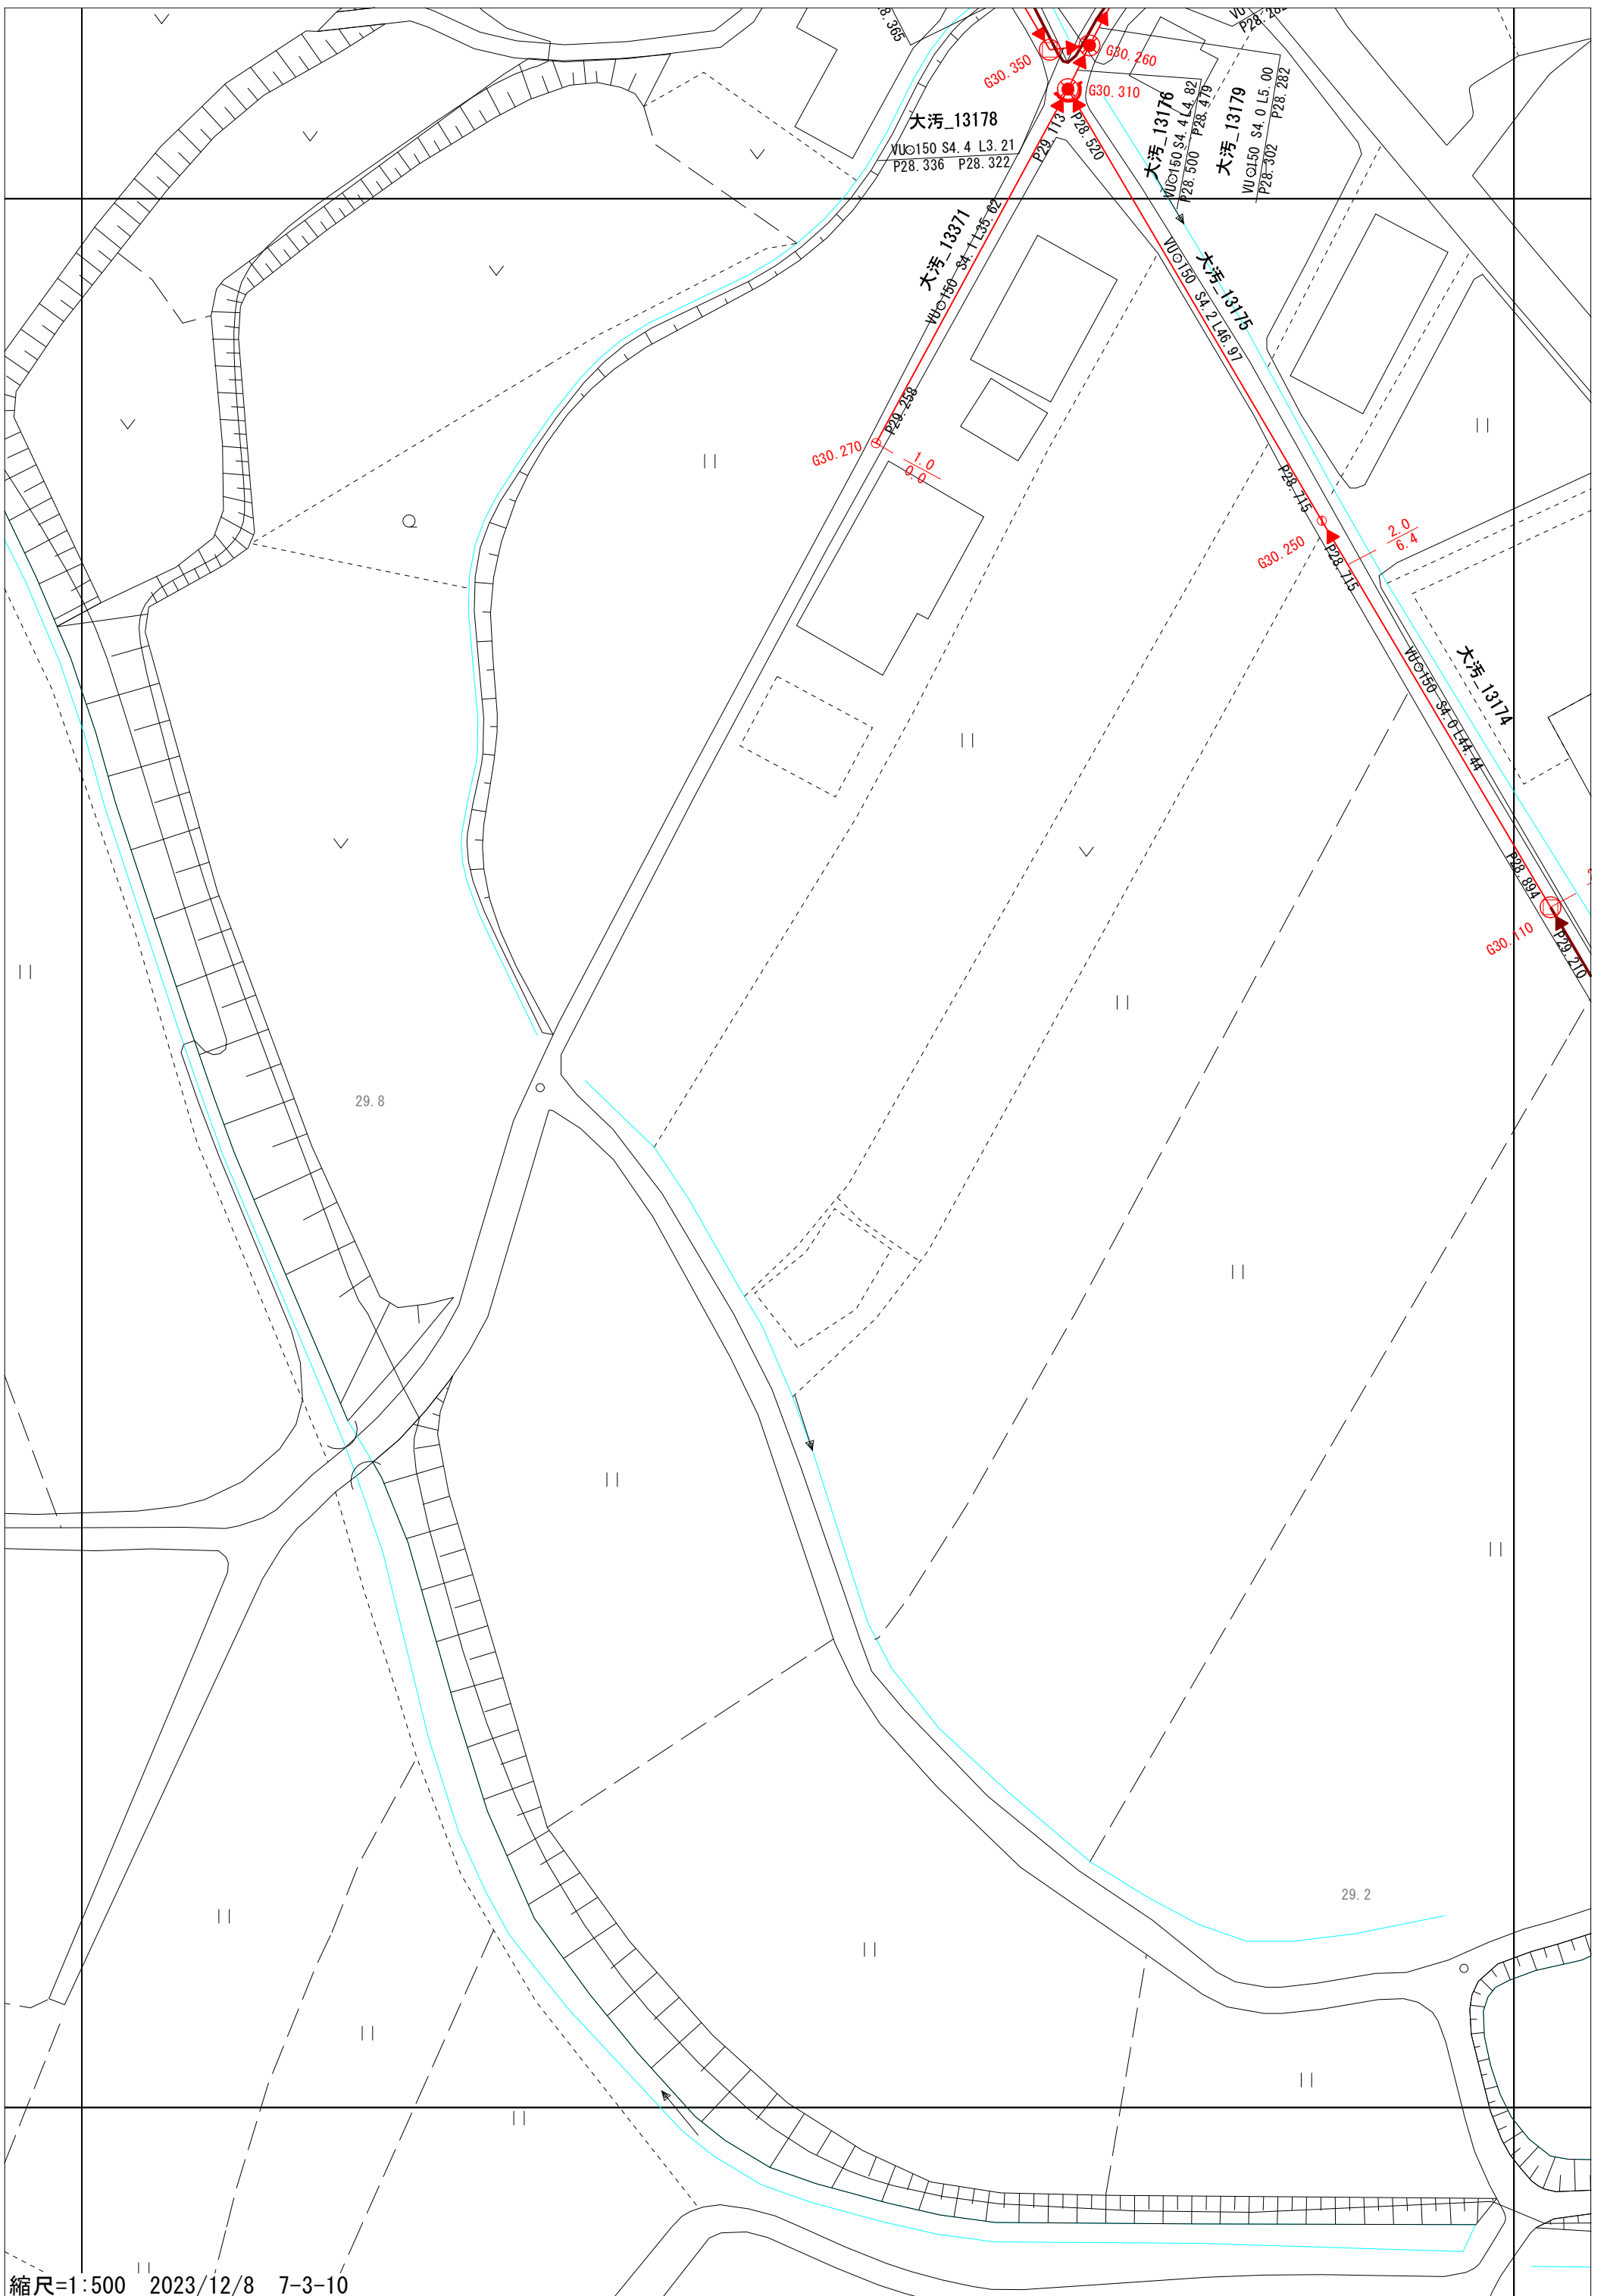 8.365
P28.282
G30.350
G30.260
G30.310
大汚_13178
VU○150 S4.4 L3.21
P28.336 P28.322
P29.113
P28.520
大汚_13176
VU○150 S4.4 L4.82
P28.500 P28.479
大汚_13179
VU○150 S4.0 L5.00
P28.302 P28.282
大汚_13371
VU○150 S4.1 L35.62
大汚_13175
VU○150 S4.2 L46.97
P29.258
G30.270
1.0
0.0
P28.715
G30.250
2.0
6.4
P28.715
大汚_13174
VU○150 S4.0 L44.44
P28.894
G30.110
P29.210
29.8
29.2
縮尺=1:500 2023/12/8 7-3-10